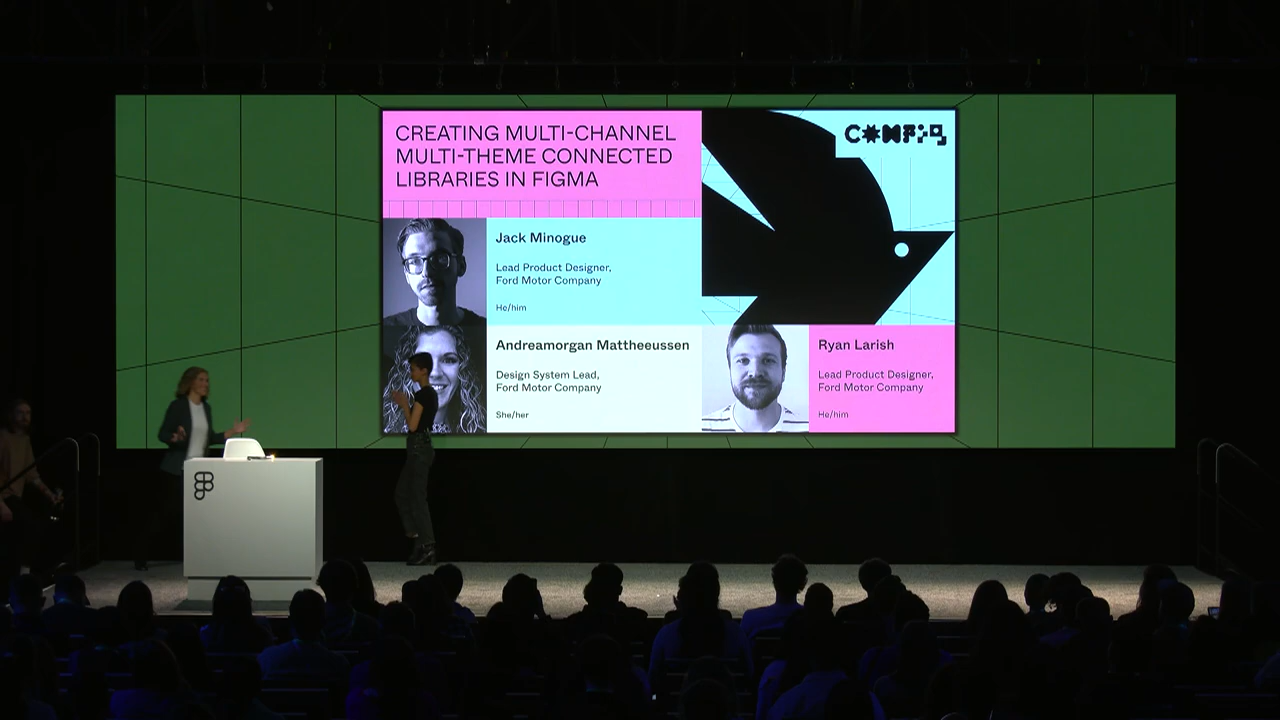 CREATING MULTI-CHANNEL
MULTI-THEME CONNECTED
LIBRARIES IN FIGMA
CONFIG
Jack Minogue
Lead Product Designer,
Ford Motor Company
He/him
Andreamorgan Mattheeussen
Design System Lead,
Ford Motor Company
She/her
Ryan Larish
Lead Product Designer,
Ford Motor Company
He/him